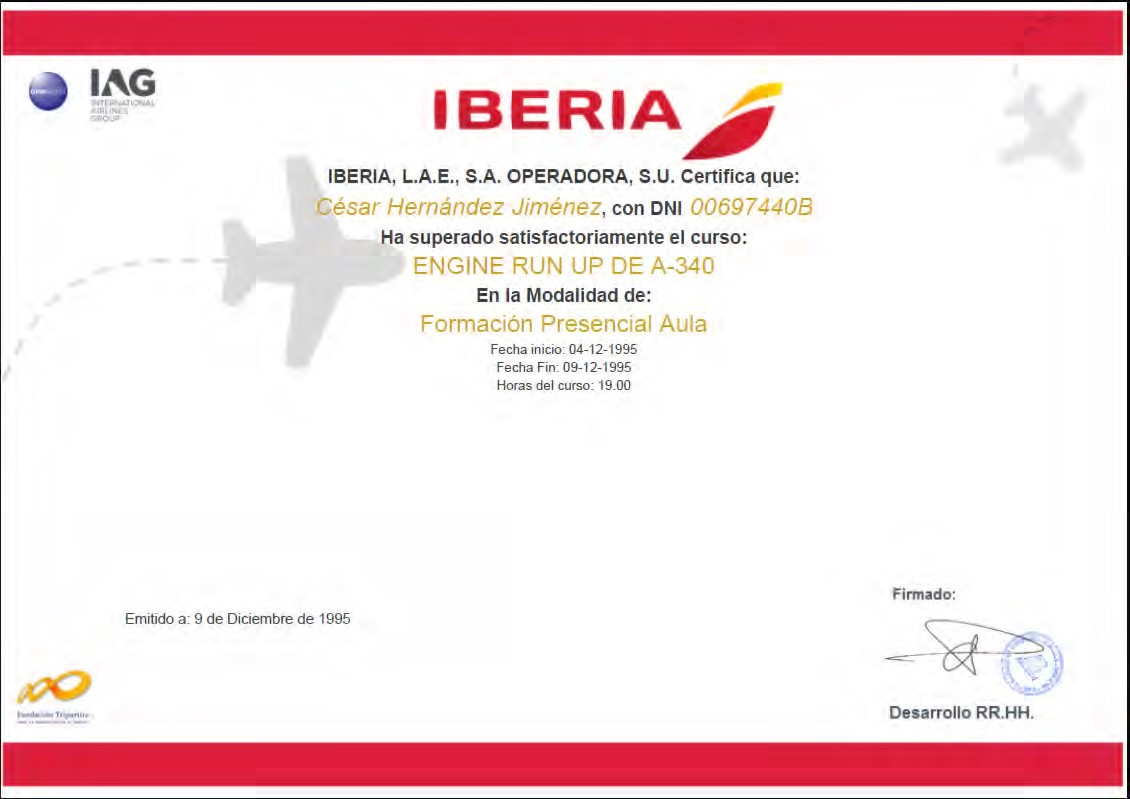 oneworld
IAG
INTERNATIONAL
AIRLINES
GROUP
IBERIA
IBERIA, L.A.E., S.A. OPERADORA, S.U. Certifica que:
César Hernández Jiménez, con DNI 00697440B
Ha superado satisfactoriamente el curso:
ENGINE RUN UP DE A-340
En la Modalidad de:
Formación Presencial Aula
Fecha inicio: 04-12-1995
Fecha Fin: 09-12-1995
Horas del curso: 19.00
Firmado:
Emitido a: 9 de Diciembre de 1995
Fundación Tripartita
Desarrollo RR.HH.